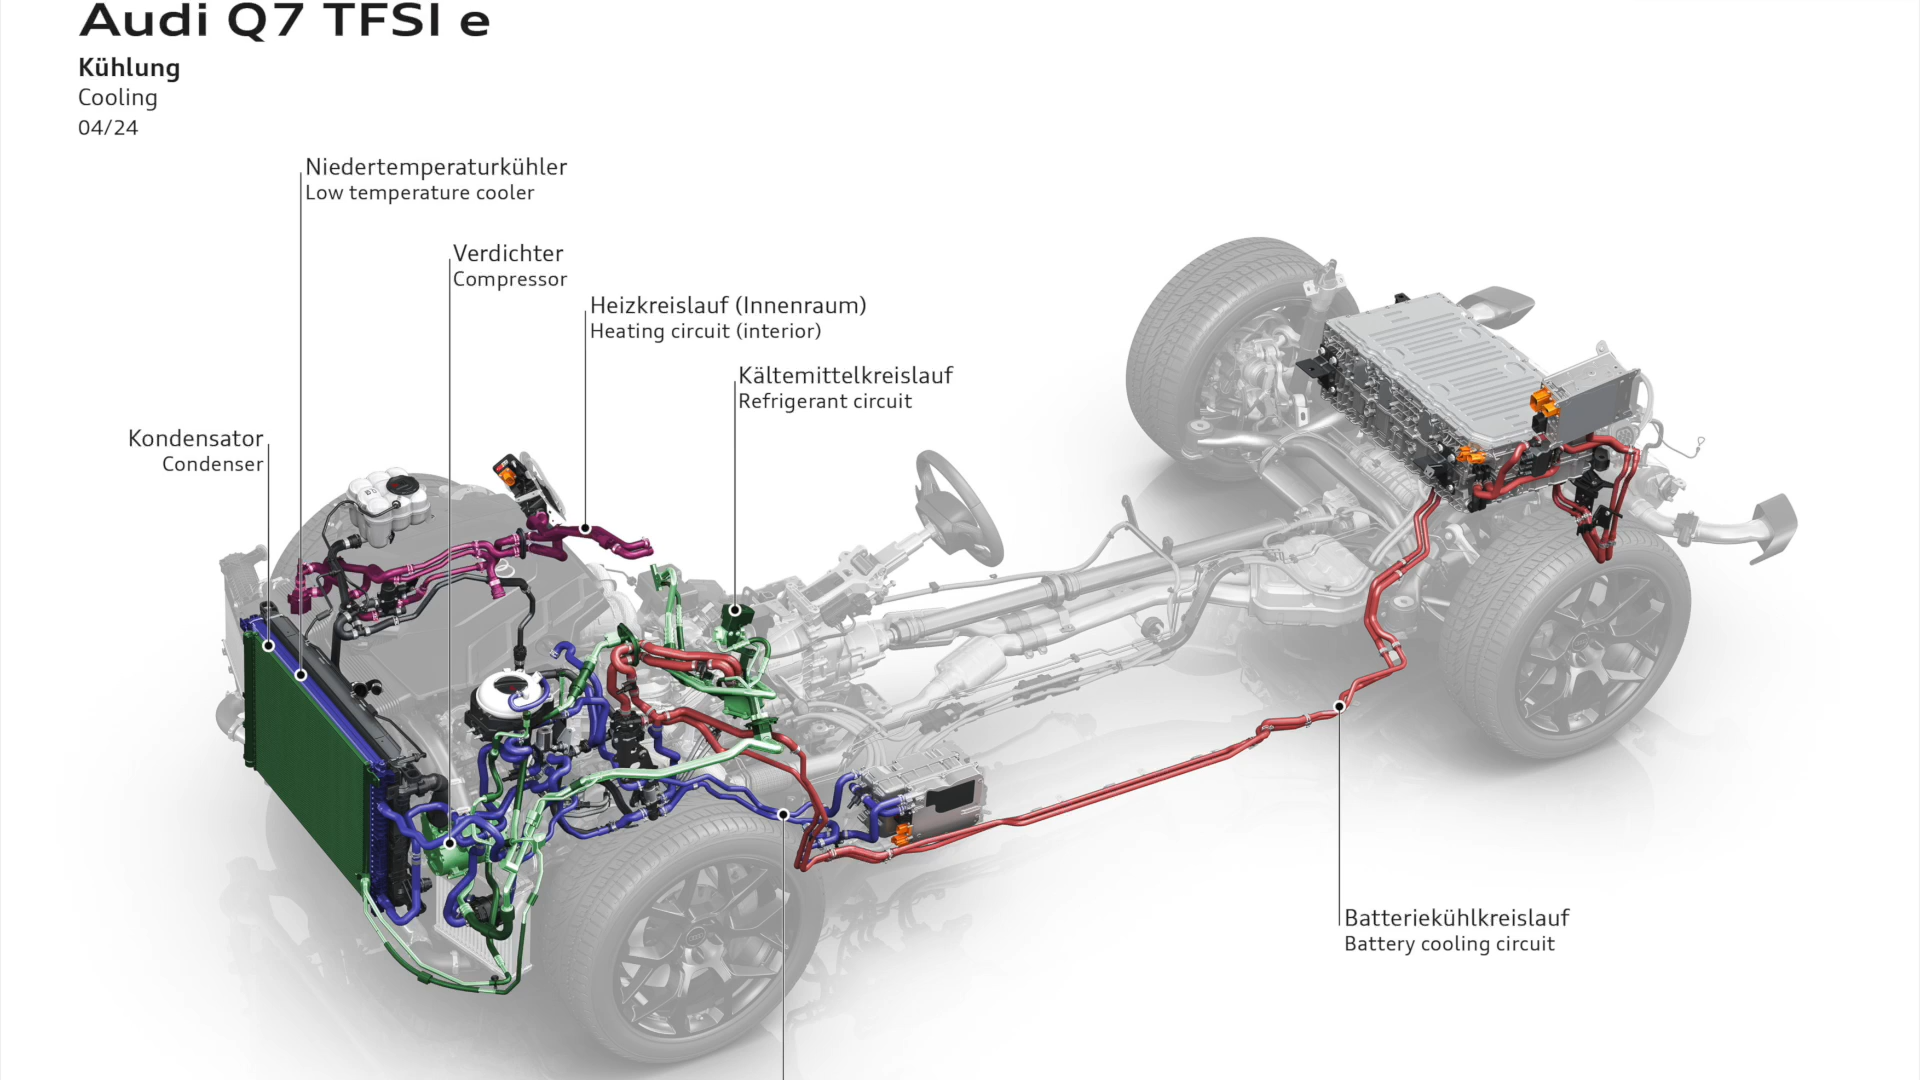 Audi Q7 TFSI e
Kühlung
Cooling
04/24
Niedertemperaturkühler
Low temperature cooler
Verdichter
Compressor
Heizkreislauf (Innenraum)
Heating circuit (interior)
Kältemittelkreislauf
Refrigerant circuit
Kondensator
Condenser
Batteriekühlkreislauf
Battery cooling circuit